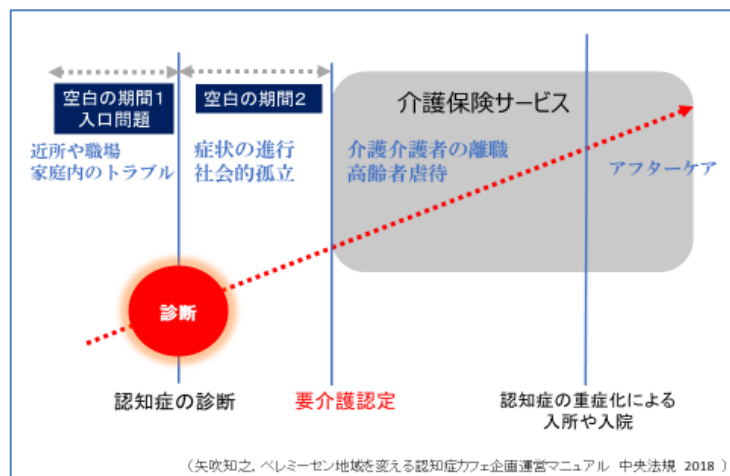 空白の期間1
入口問題
空白の期間2
介護保険サービス
近所や職場
家庭内のトラブル
症状の進行
社会的孤立
介護介護者の離職
高齢者虐待
アフターケア
診断
認知症の診断
要介護認定
認知症の重症化による
入所や入院
（矢吹知之, ペレミーセン地域を変える認知症カフェ企画運営マニュアル 中央法規 2018 ）